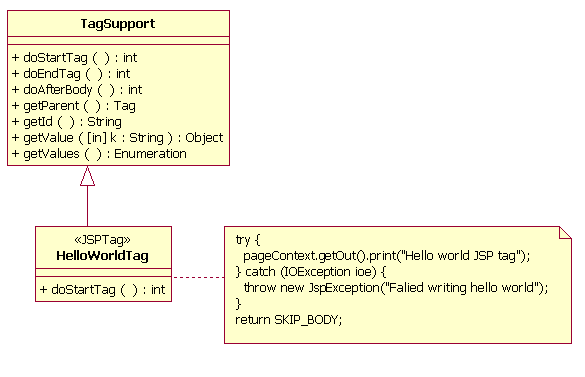 TagSupport
+ doStartTag ( ) : int
+ doEndTag ( ) : int
+ doAfterBody ( ) : int
+ getParent ( ) : Tag
+ getId ( ) : String
+ getValue ( [in] k : String ) : Object
+ getValues ( ) : Enumeration
«JSPTag»
HelloWorldTag
+ doStartTag ( ) : int
try {
pageContext.getOut().print("Hello world JSP tag");
} catch (IOException ioe) {
throw new JspException("Falied writing hello world");
}
return SKIP_BODY;